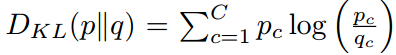 D_{KL}(p\|q) = \sum_{c=1}^{C} p_c \log\left(\frac{p_c}{q_c}\right)